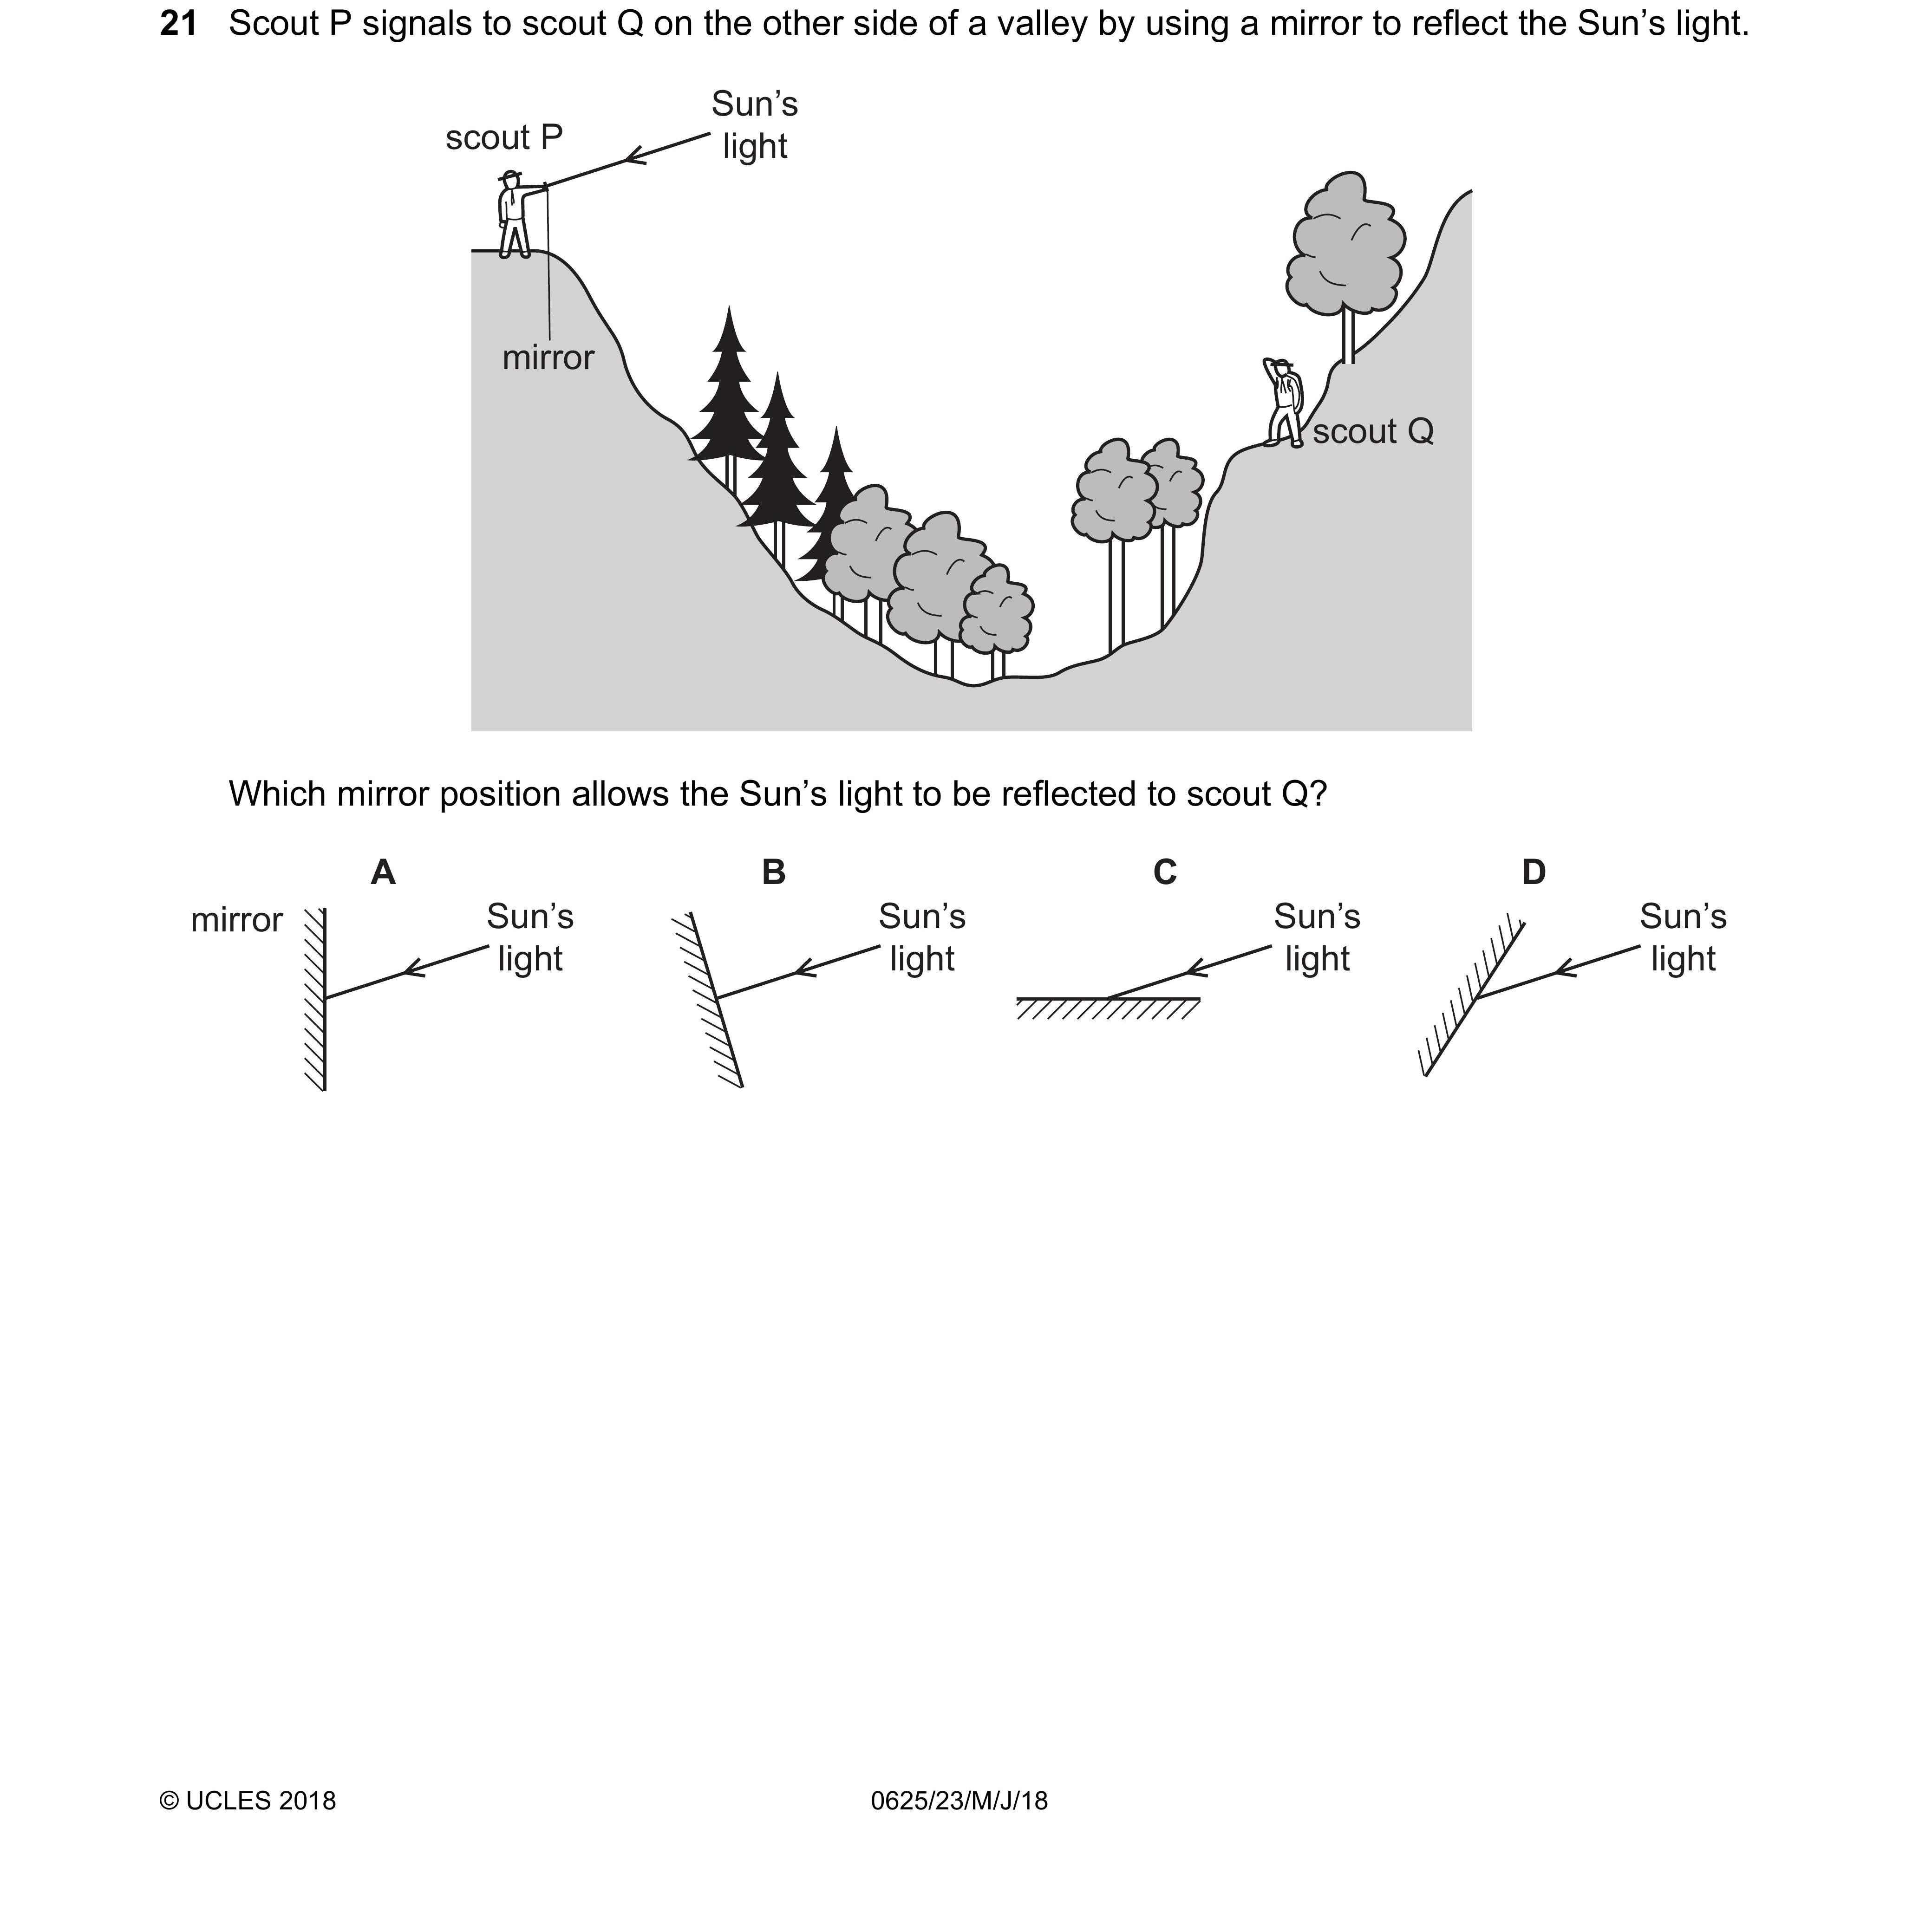 21 Scout P signals to scout Q on the other side of a valley by using a mirror to reflect the Sun’s light.
Sun’s
light
scout P
mirror
scout Q
Which mirror position allows the Sun’s light to be reflected to scout Q?
A B C D
mirror Sun’s Sun’s Sun’s Sun’s
light light light light
© UCLES 2018 0625/23/M/J/18